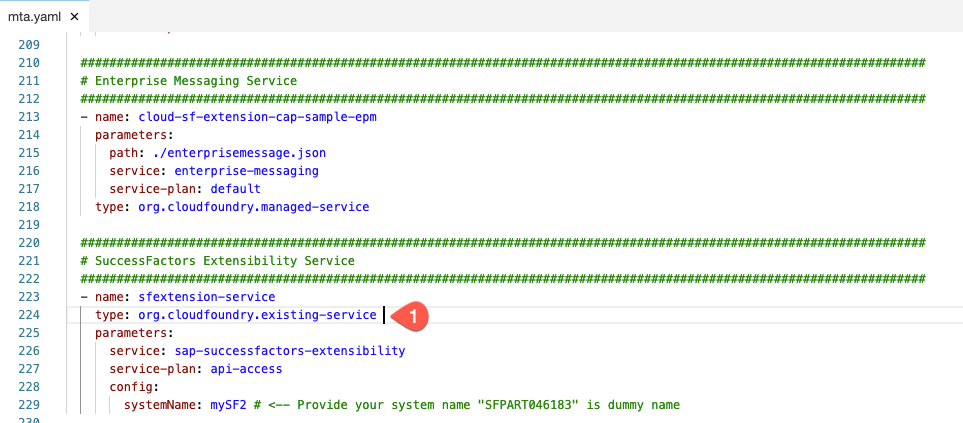 mta.yaml ×
209
210 #####################################################################################################################
211 # Enterprise Messaging Service
212 #####################################################################################################################
213 - name: cloud-sf-extension-cap-sample-epm
214 parameters:
215 path: ./enterprisemessage.json
216 service: enterprise-messaging
217 service-plan: default
218 type: org.cloudfoundry.managed-service
219
220 #####################################################################################################################
221 # SuccessFactors Extensibility Service
222 #####################################################################################################################
223 - name: sfextension-service
224 type: org.cloudfoundry.existing-service 1
225 parameters:
226 service: sap-successfactors-extensibility
227 service-plan: api-access
228 config:
229 systemName: mySF2 # <-- Provide your system name "SFPART046183" is dummy name
230